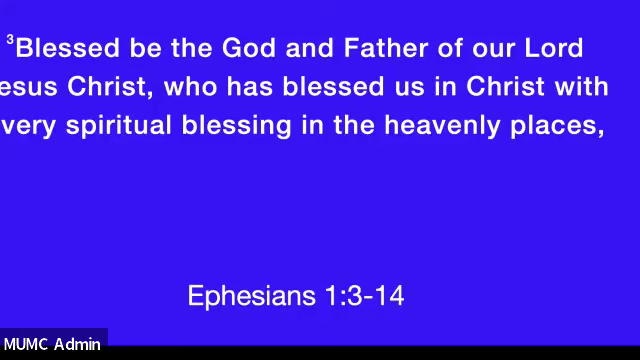 ³Blessed be the God and Father of our Lord
esus Christ, who has blessed us in Christ with
very spiritual blessing in the heavenly places,
Ephesians 1:3-14
MUMC Admin